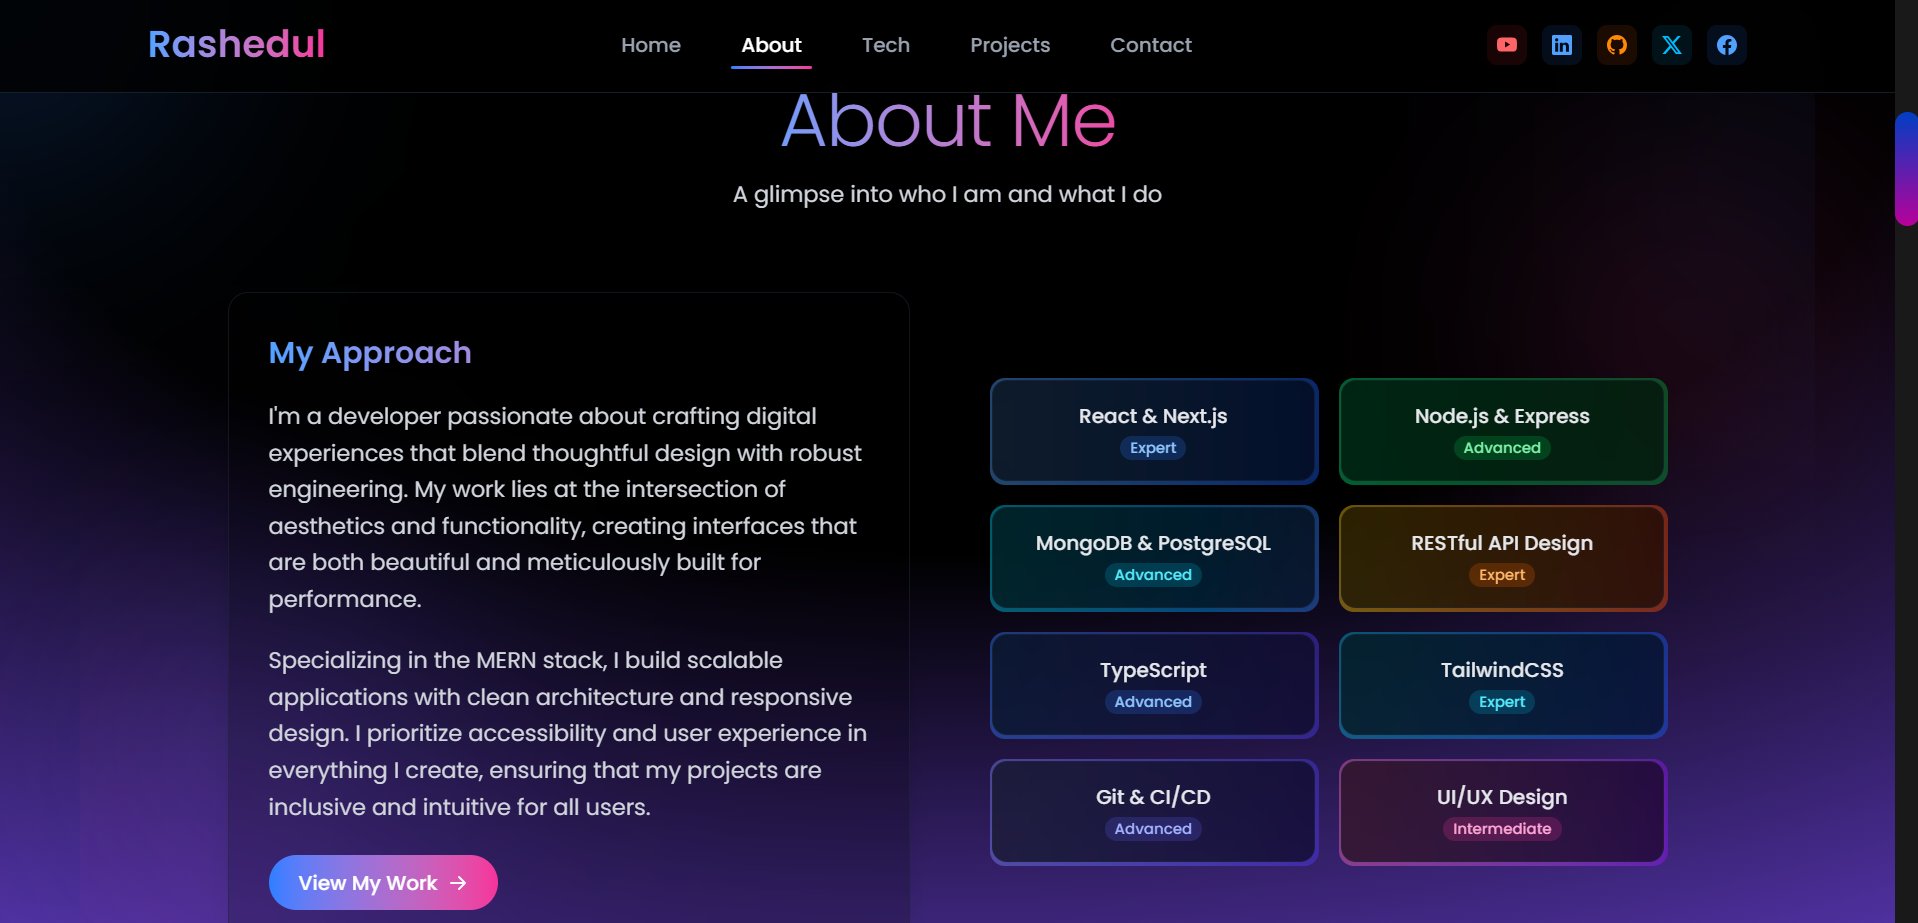 Rashedul
Home About Tech Projects Contact
About Me
A glimpse into who I am and what I do
My Approach
I'm a developer passionate about crafting digital
experiences that blend thoughtful design with robust
engineering. My work lies at the intersection of
aesthetics and functionality, creating interfaces that
are both beautiful and meticulously built for
performance.
Specializing in the MERN stack, I build scalable
applications with clean architecture and responsive
design. I prioritize accessibility and user experience in
everything I create, ensuring that my projects are
inclusive and intuitive for all users.
View My Work →
React & Next.js
Expert
Node.js & Express
Advanced
MongoDB & PostgreSQL
Advanced
RESTful API Design
Expert
TypeScript
Advanced
TailwindCSS
Expert
Git & CI/CD
Advanced
UI/UX Design
Intermediate